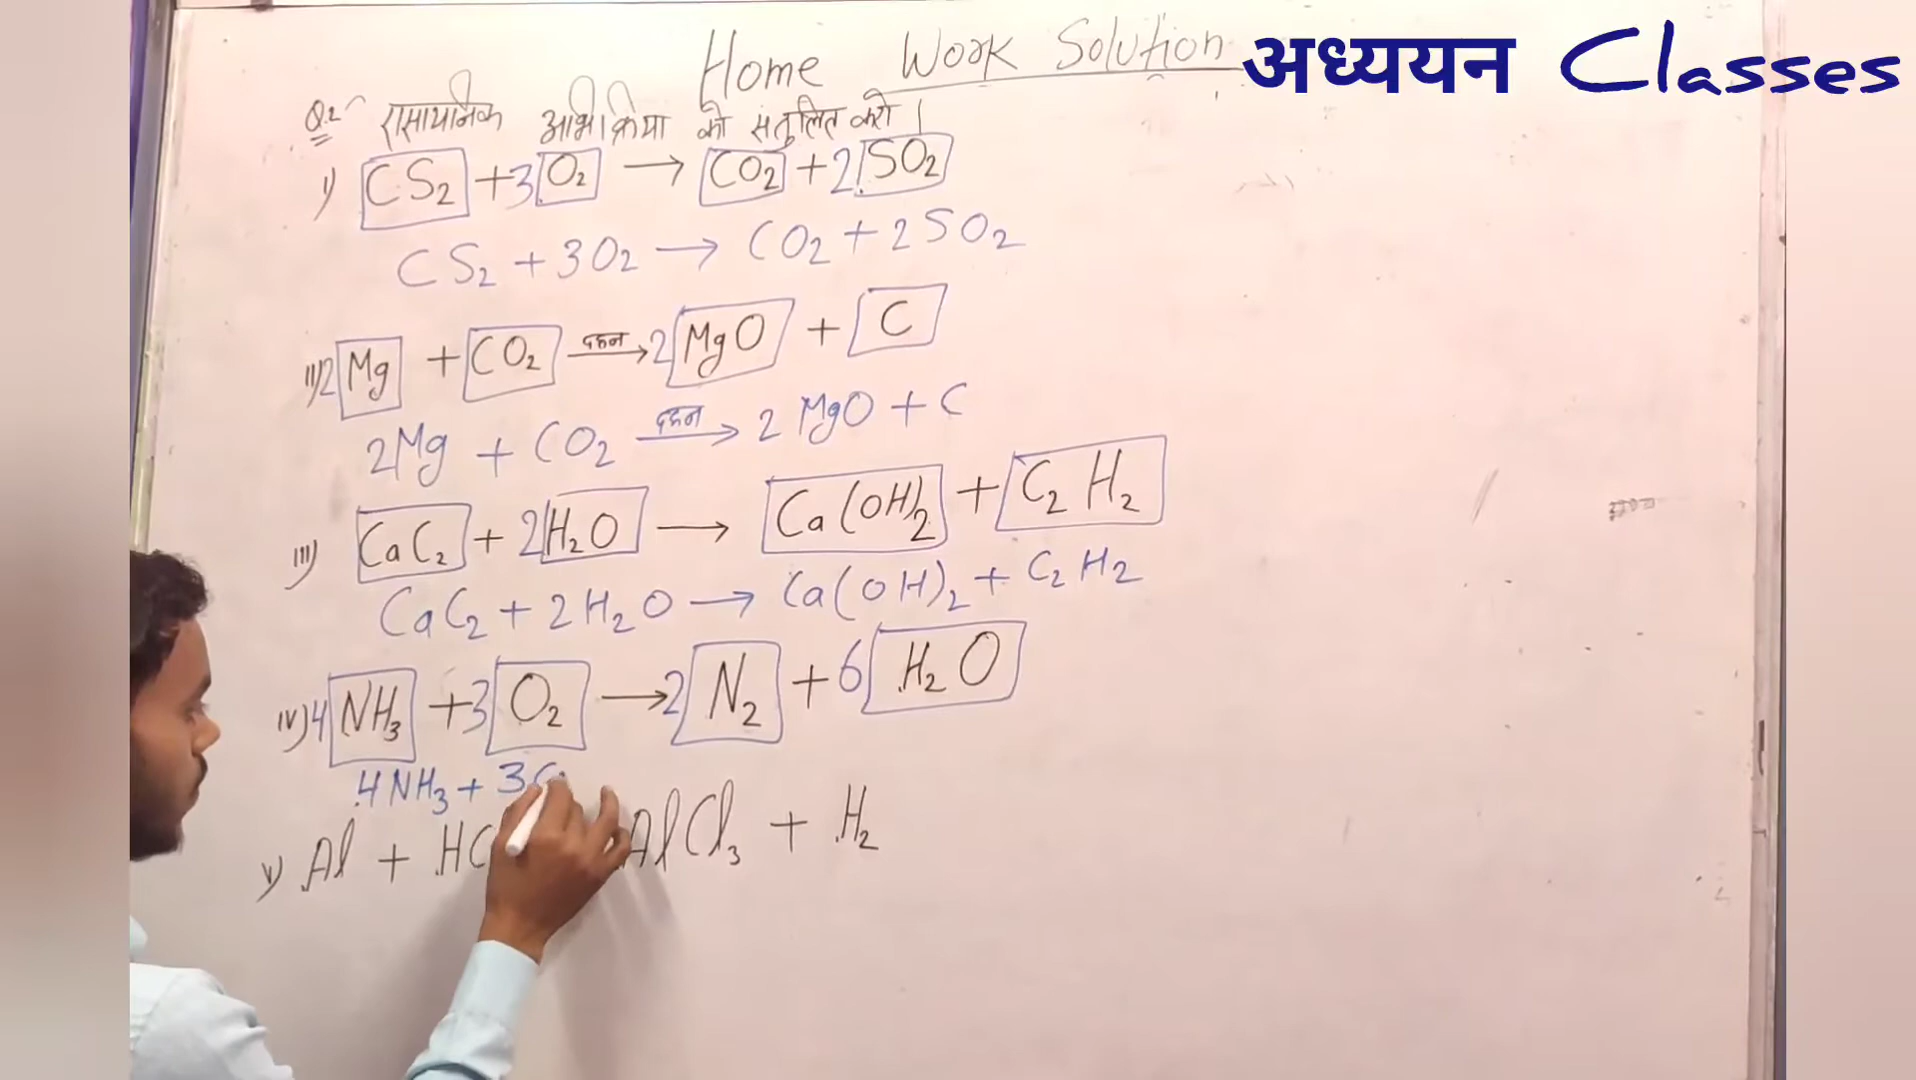 Home Work Solution
अध्ययन Classes
Q.2 रासायनिक अभिक्रिया को संतुलित करो।
i) CS2 + 3O2 → CO2 + 2SO2
CS2 + 3O2 → CO2 + 2SO2
ii) 2Mg + CO2 दहन→ 2MgO + C
2Mg + CO2 दहन→ 2MgO + C
iii) CaC2 + 2H2O → Ca(OH)2 + C2H2
CaC2 + 2H2O → Ca(OH)2 + C2H2
iv) 4NH3 + 3O2 → 2N2 + 6H2O
4NH3 + 3
v) Al + HC AlCl3 + H2